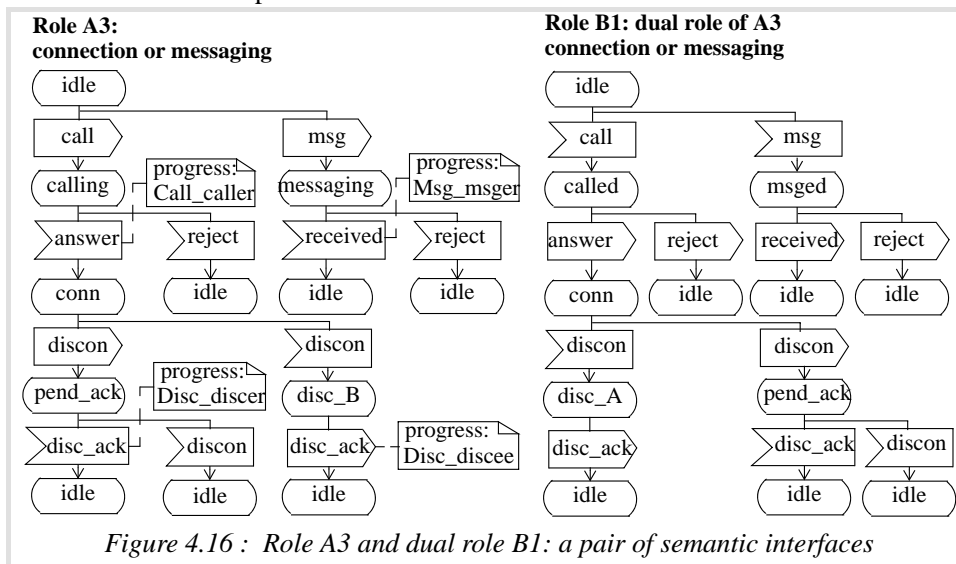 Role A3:
connection or messaging
idle
call
msg
progress:
Call_caller
progress:
Msg_msger
calling
messaging
answer
reject
received
reject
conn
idle
idle
idle
discon
discon
progress:
Disc_discer
pend_ack
disc_B
progress:
Disc_discee
disc_ack
discon
disc_ack
idle
idle
idle
Role B1: dual role of A3
connection or messaging
idle
call
msg
called
msged
answer
reject
received
reject
conn
idle
idle
idle
discon
discon
disc_A
pend_ack
disc_ack
disc_ack
discon
idle
idle
idle
Figure 4.16 : Role A3 and dual role B1: a pair of semantic interfaces